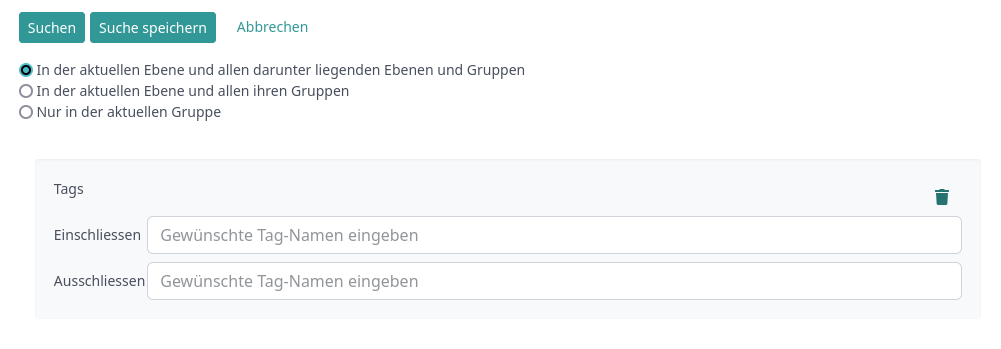 Suchen Suche speichern Abbrechen
In der aktuellen Ebene und allen darunter liegenden Ebenen und Gruppen
In der aktuellen Ebene und allen ihren Gruppen
Nur in der aktuellen Gruppe
Tags
Einschliessen Gewünschte Tag-Namen eingeben
Ausschliessen Gewünschte Tag-Namen eingeben